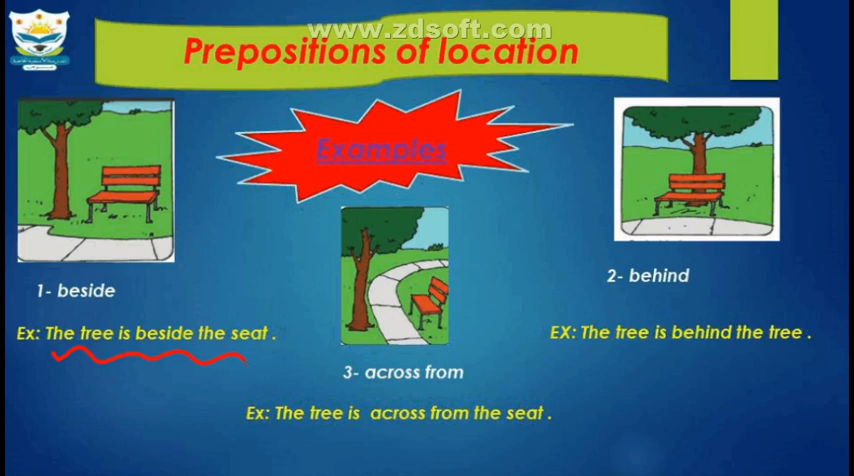 www.zdsoft.com
Prepositions of location
Examples
1- beside
Ex: The tree is beside the seat .
2- behind
EX: The tree is behind the tree .
3- across from
Ex: The tree is across from the seat .